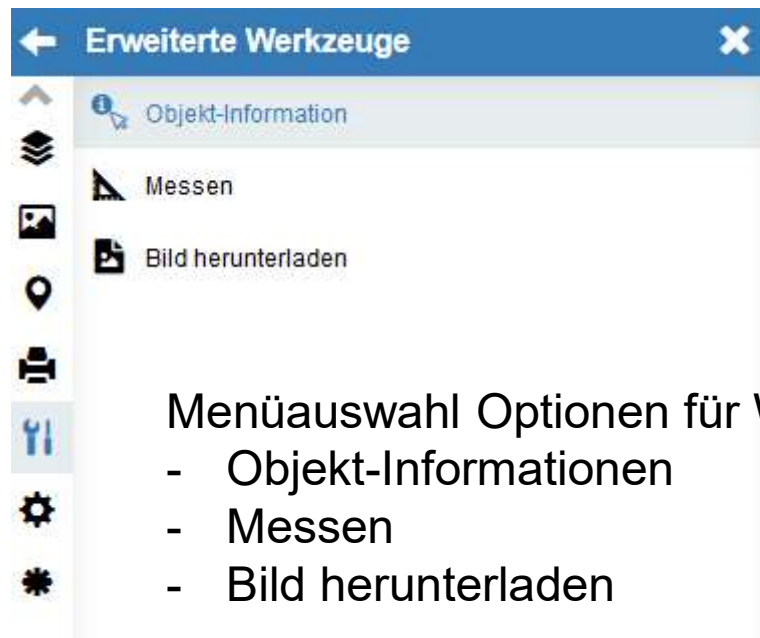 Erweiterte Werkzeuge
Objekt-Information
Messen
Bild herunterladen
Menüauswahl Optionen für
- Objekt-Informationen
- Messen
- Bild herunterladen